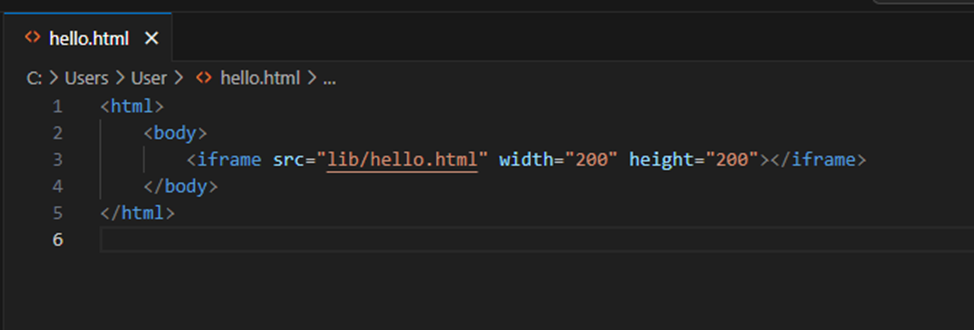 <> hello.html ×
C: > Users > User > <> hello.html > ...
1 <html>
2 <body>
3 <iframe src="lib/hello.html" width="200" height="200"></iframe>
4 </body>
5 </html>
6